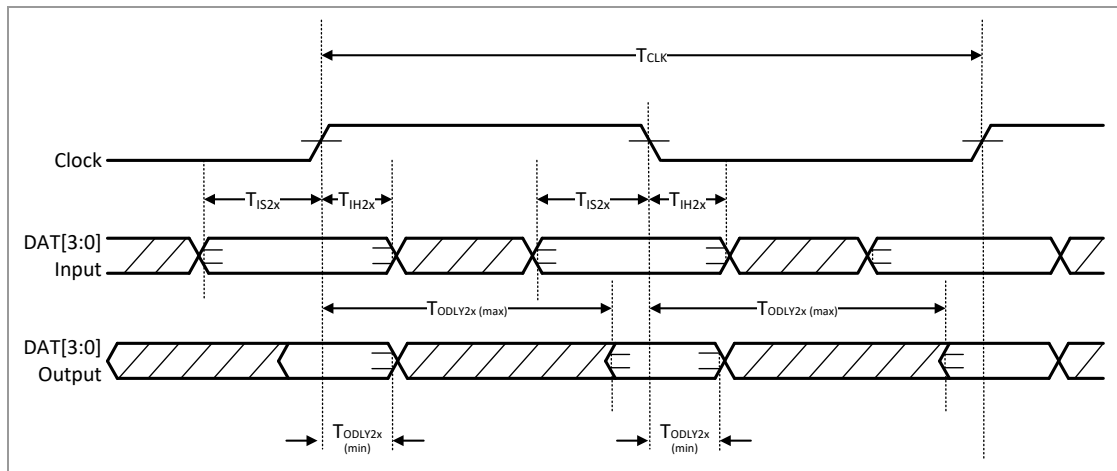 TCLK
Clock
TIS2x TIH2x TIS2x TIH2x
DAT[3:0]
Input
TODLY2x (max) TODLY2x (max)
DAT[3:0]
Output
TODLY2x TODLY2x
(min) (min)